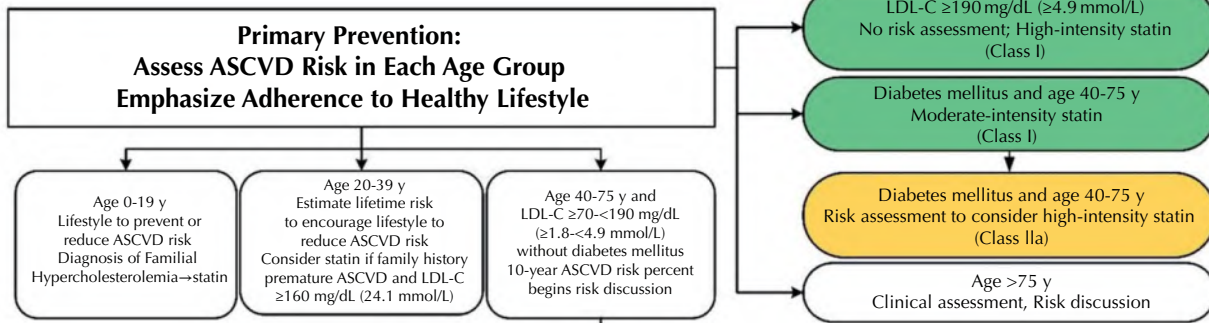 Primary Prevention:
Assess ASCVD Risk in Each Age Group
Emphasize Adherence to Healthy Lifestyle
Age 0-19 y
Lifestyle to prevent or
reduce ASCVD risk
Diagnosis of Familial
Hypercholesterolemia→statin
Age 20-39 y
Estimate lifetime risk
to encourage lifestyle to
reduce ASCVD risk
Consider statin if family history
premature ASCVD and LDL-C
≥160 mg/dL (24.1 mmol/L)
Age 40-75 y and
LDL-C ≥70-<190 mg/dL
(≥1.8-<4.9 mmol/L)
without diabetes mellitus
10-year ASCVD risk percent
begins risk discussion
LDL-C ≥190 mg/dL (≥4.9 mmol/L)
No risk assessment; High-intensity statin
(Class I)
Diabetes mellitus and age 40-75 y
Moderate-intensity statin
(Class I)
Diabetes mellitus and age 40-75 y
Risk assessment to consider high-intensity statin
(Class lla)
Age >75 y
Clinical assessment, Risk discussion